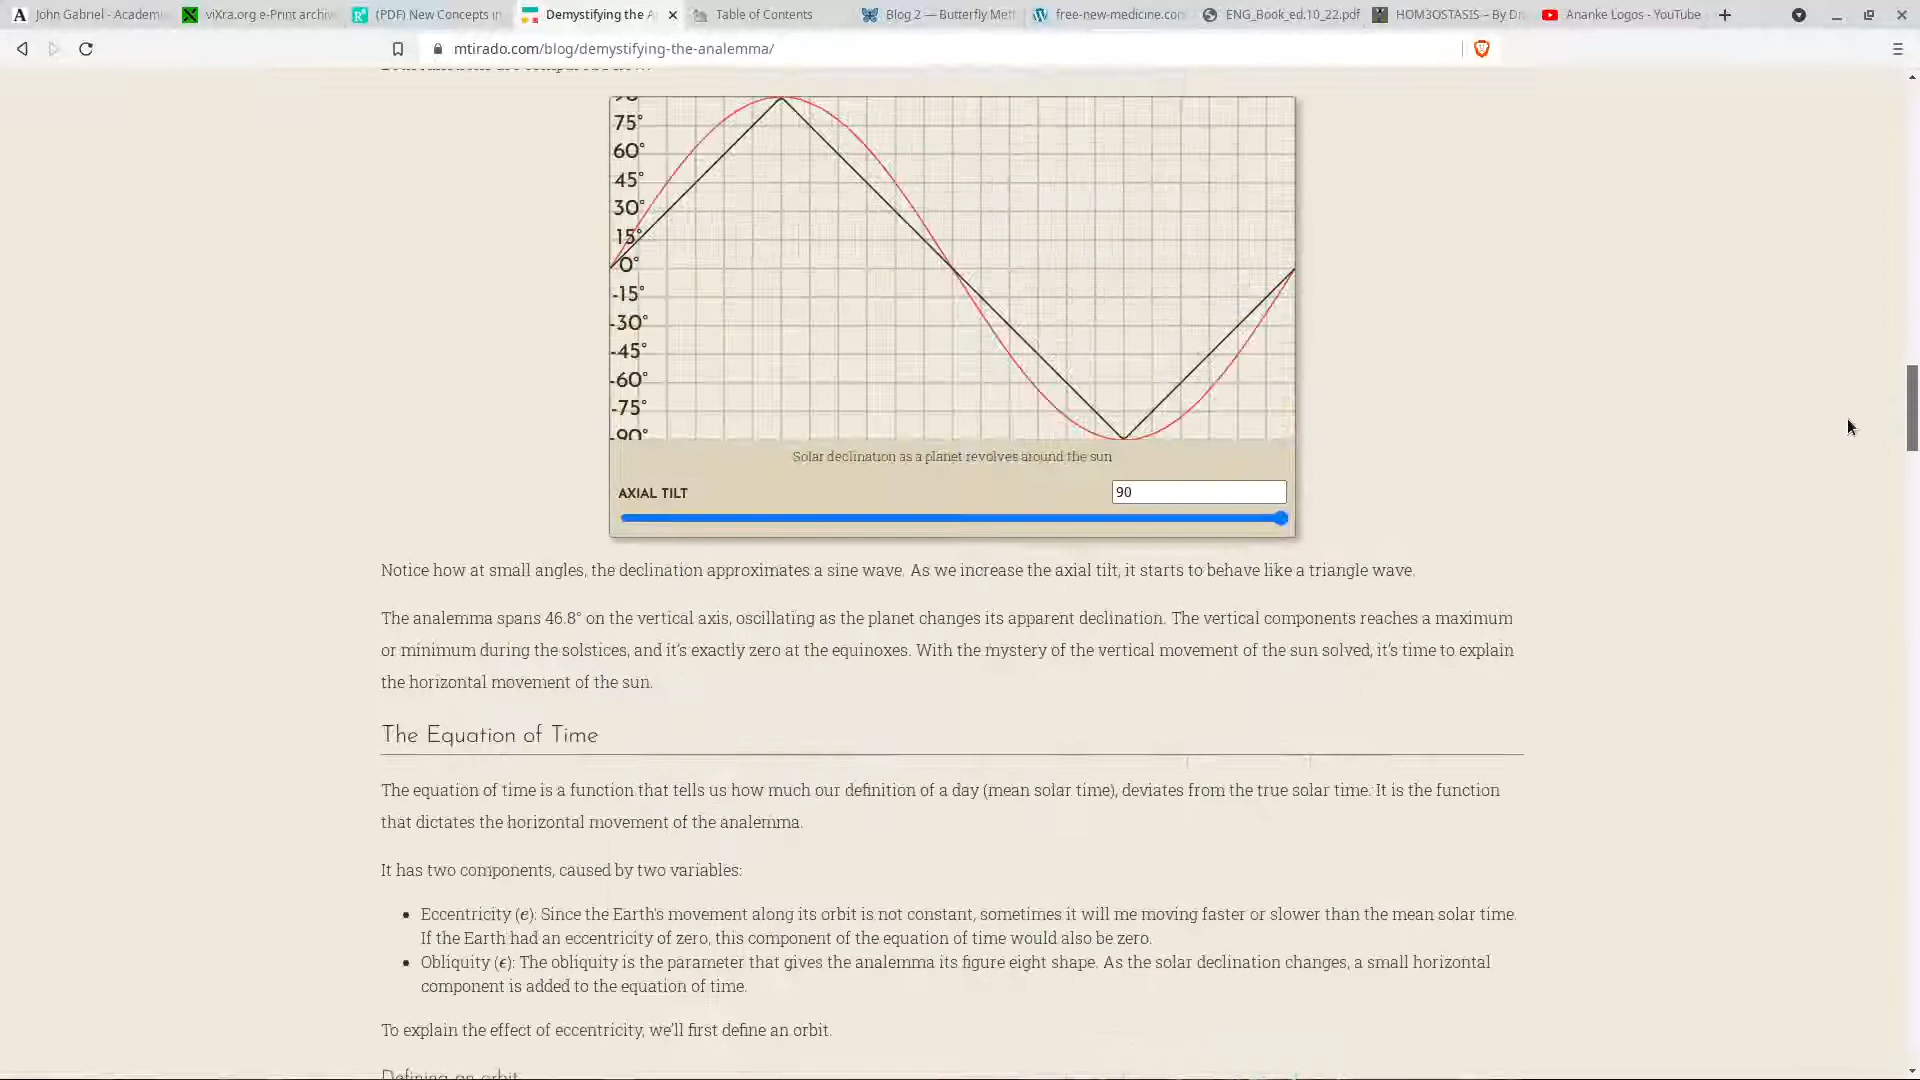 John Gabriel - Academi
viXra.org e-Print archiv
(PDF) New Concepts in
Demystifying the A
Table of Contents
Blog 2 — Butterfly Met
free-new-medicine.con
ENG_Book_ed.10_22.pdf
HOM3OSTASIS – By Dr
Ananke Logos - YouTube
mtirado.com/blog/demystifying-the-analemma/
90°
75°
60°
45°
30°
15°
0°
-15°
-30°
-45°
-60°
-75°
-90°
Solar declination as a planet revolves around the sun
AXIAL TILT
90
Notice how at small angles, the declination approximates a sine wave. As we increase the axial tilt, it starts to behave like a triangle wave.
The analemma spans 46.8° on the vertical axis, oscillating as the planet changes its apparent declination. The vertical components reaches a maximum
or minimum during the solstices, and it's exactly zero at the equinoxes. With the mystery of the vertical movement of the sun solved, it's time to explain
the horizontal movement of the sun.
The Equation of Time
The equation of time is a function that tells us how much our definition of a day (mean solar time), deviates from the true solar time. It is the function
that dictates the horizontal movement of the analemma.
It has two components, caused by two variables:
Eccentricity (e): Since the Earth's movement along its orbit is not constant, sometimes it will me moving faster or slower than the mean solar time.
If the Earth had an eccentricity of zero, this component of the equation of time would also be zero.
Obliquity (ϵ): The obliquity is the parameter that gives the analemma its figure eight shape. As the solar declination changes, a small horizontal
component is added to the equation of time.
To explain the effect of eccentricity, we'll first define an orbit.
Defining an orbit